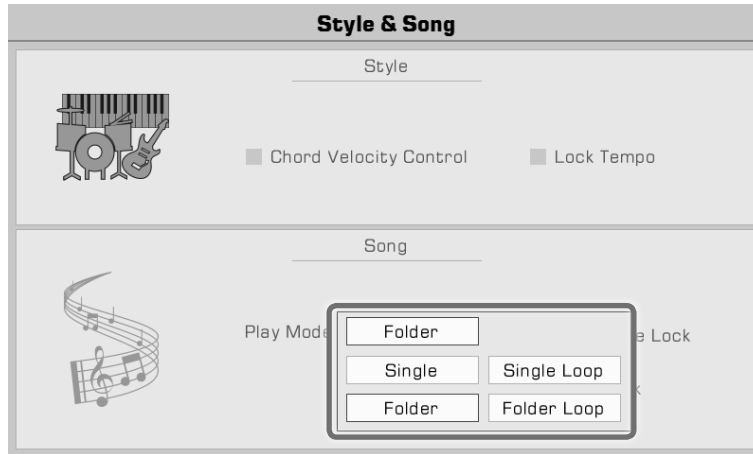 Style & Song
Style
Chord Velocity Control Lock Tempo
Song
Play Mode Folder Lock
Single Single Loop
Folder Folder Loop